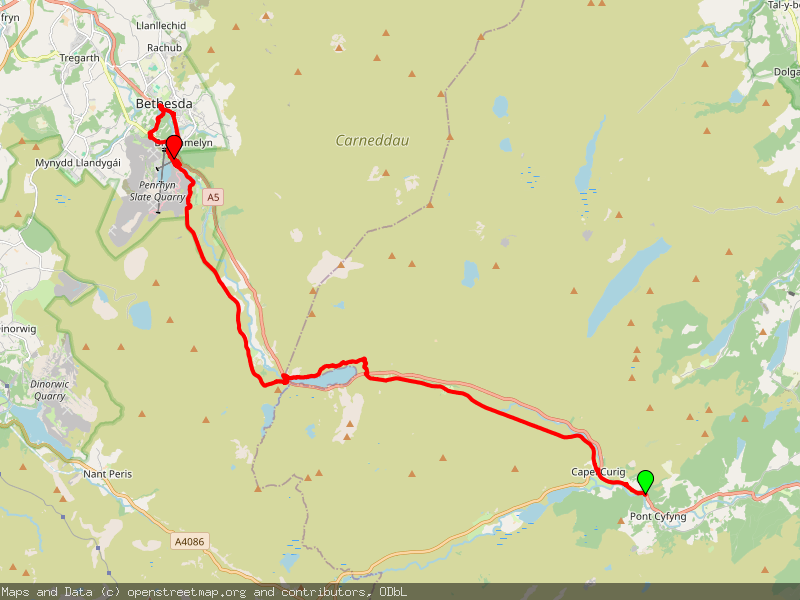 fryn
Llanllechid
Rachub
Tregarth
Tal-y-b
Dolga
Bethesda
Carneddau
Mynydd Llandygái
Penrhyn
Slate Quarry
A5
Dinorwig
Dinorwic
Quarry
Nant Peris
Capel Curig
Pont Cyfyng
A4086
Maps and Data (c) openstreetmap.org and contributors, ODbL